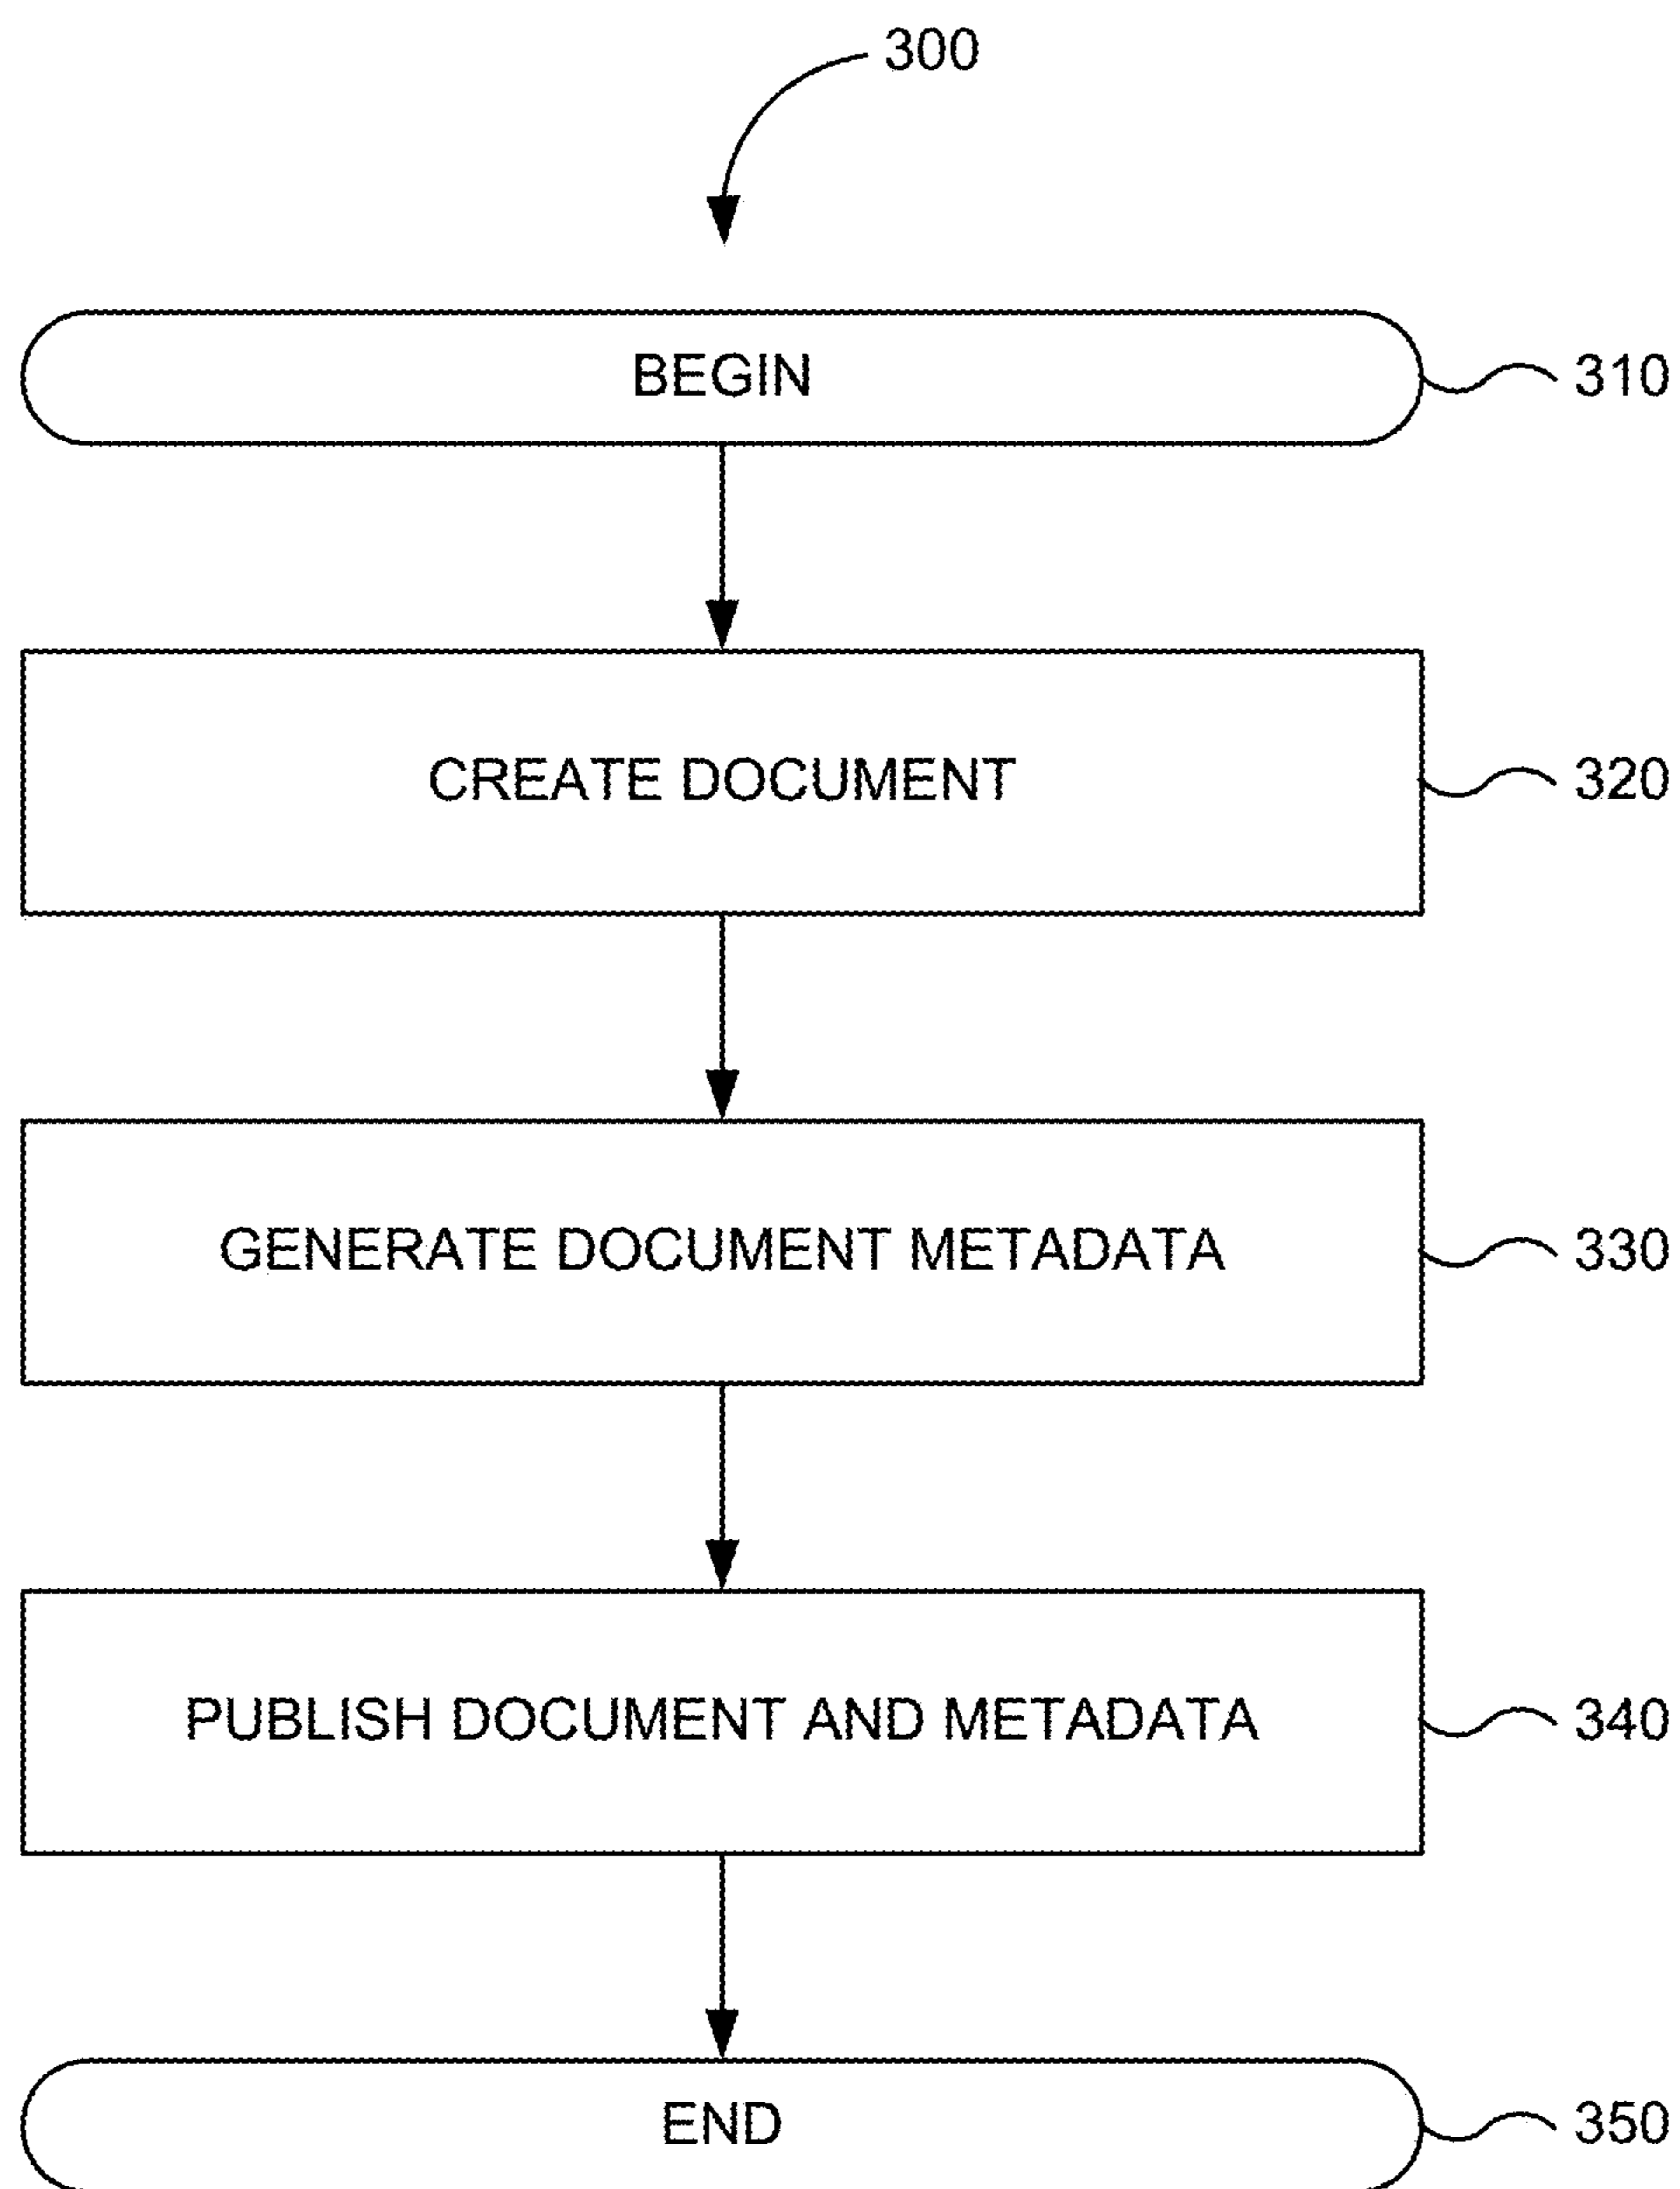 300
BEGIN
310
CREATE DOCUMENT
320
GENERATE DOCUMENT METADATA
330
PUBLISH DOCUMENT AND METADATA
340
END
350